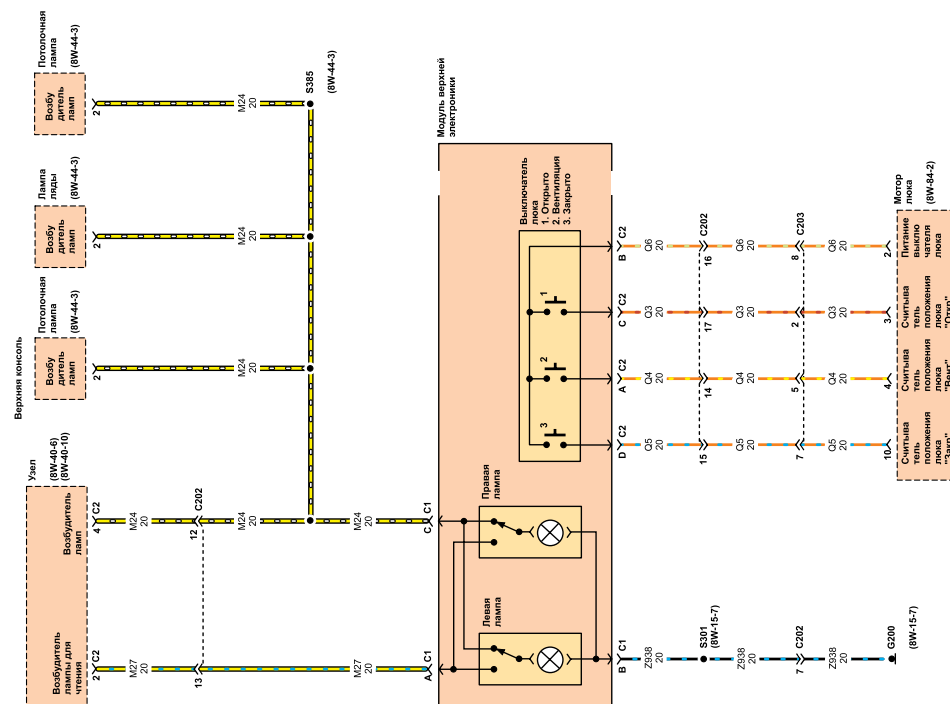 Верхняя консоль
Потолочная
лампа
(8W-44-3)
Возбу
дитель
ламп
2
M24
20
Лампа
ляды
(8W-44-3)
Возбу
дитель
ламп
2
M24
20
Потолочная
лампа
(8W-44-3)
Возбу
дитель
ламп
2
M24
20
S385
(8W-44-3)
Узел
(8W-40-6)
(8W-40-10)
Возбудитель
ламп
4
C2
M24
20
12
C202
M24
20
M24
20
C
C1
Возбудитель
лампы для
чтения
2
C2
M27
20
13
M27
20
A
C1
Модуль верхней
электроники
Выключатель
люка
1. Открыто
2. Вентиляция
3. Закрыто
1
2
3
Правая
лампа
Левая
лампа
B
C2
Q6
20
16
C202
Q6
20
8
C203
Q6
20
2
C
C2
Q3
20
17
Q3
20
2
Q3
20
3
A
C2
Q4
20
14
Q4
20
5
Q4
20
4
D
C2
Q5
20
15
Q5
20
7
Q5
20
10
Мотор
люка
(8W-84-2)
Питание
выклю
чателя
люка
Считыва
тель
положения
люка
"Откр"
Считыва
тель
положения
люка
"Вент"
Считыва
тель
положения
люка
"Закр"
B
C1
Z938
20
S301
(8W-15-7)
Z938
20
7
C202
Z938
20
G200
(8W-15-7)